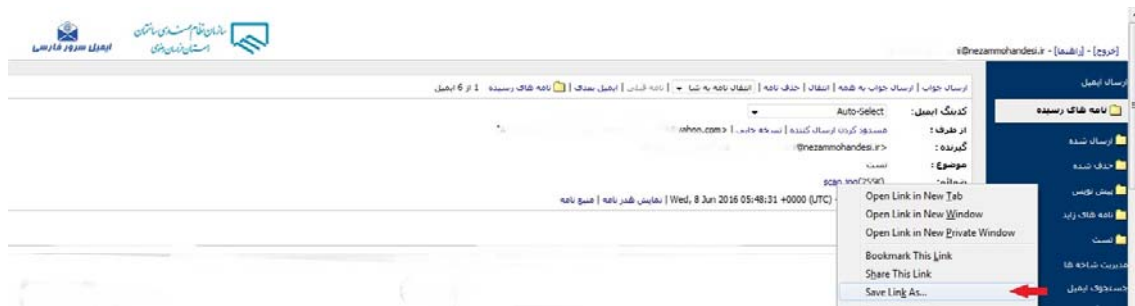 سازمان نظام مهندسی ساختمان
استان خراسان رضوی
ایمیل سرور فارسی
[خروج] - [راهنما] - @nezammohandesi.ir
ارسال ایمیل
نامه های رسیده
ارسال شده
حذف شده
پیش نویس
نامه های زاید
تست
مدیریت شاخه ها
جستجوی ایمیل
ارسال جواب | ارسال جواب به همه | انتقال | حذف نامه | انتقال نامه به شا | نامه قبلی | ایمیل بعدی | نامه های رسیده 1 از 6 ایمیل
کدینگ ایمیل: Auto-Select
از طرف : مسدود کردن ارسال کننده | نسخه چاپی | yahoo.com>
گیرنده : @nezammohandesi.ir>
موضوع : تست
ضمائم: scan.jpg(255K)
Wed, 8 Jun 2016 05:48:31 +0000 (UTC) | نمایش هدر نامه | منبع نامه
Open Link in New Tab
Open Link in New Window
Open Link in New Private Window
Bookmark This Link
Share This Link
Save Link As...